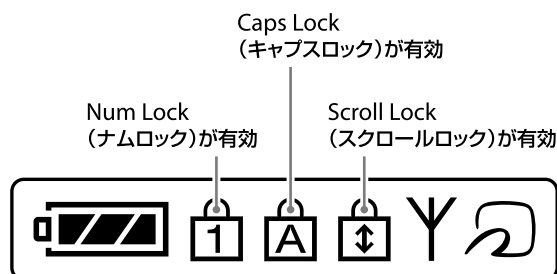 Caps Lock
（キャプスロック）が有効
Num Lock
（ナムロック）が有効
Scroll Lock
（スクロールロック）が有効
1
A